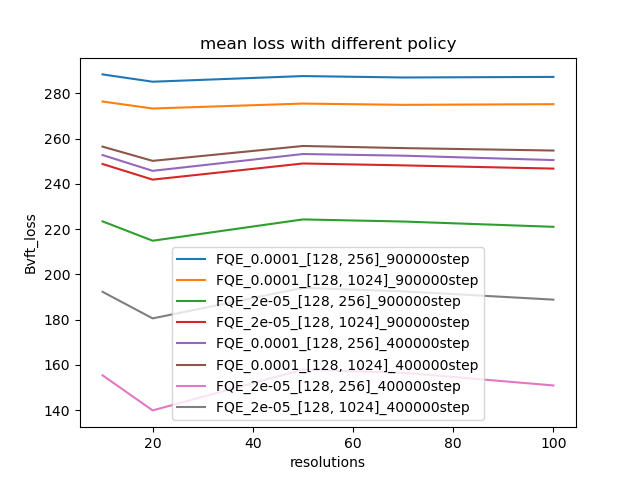 mean loss with different policy
Bvft_loss
280
260
240
220
200
180
160
140
FQE_0.0001_[128, 256]_900000step
FQE_0.0001_[128, 1024]_900000step
FQE_2e-05_[128, 256]_900000step
FQE_2e-05_[128, 1024]_900000step
FQE_0.0001_[128, 256]_400000step
FQE_0.0001_[128, 1024]_400000step
FQE_2e-05_[128, 256]_400000step
FQE_2e-05_[128, 1024]_400000step
20 40 60 80 100
resolutions